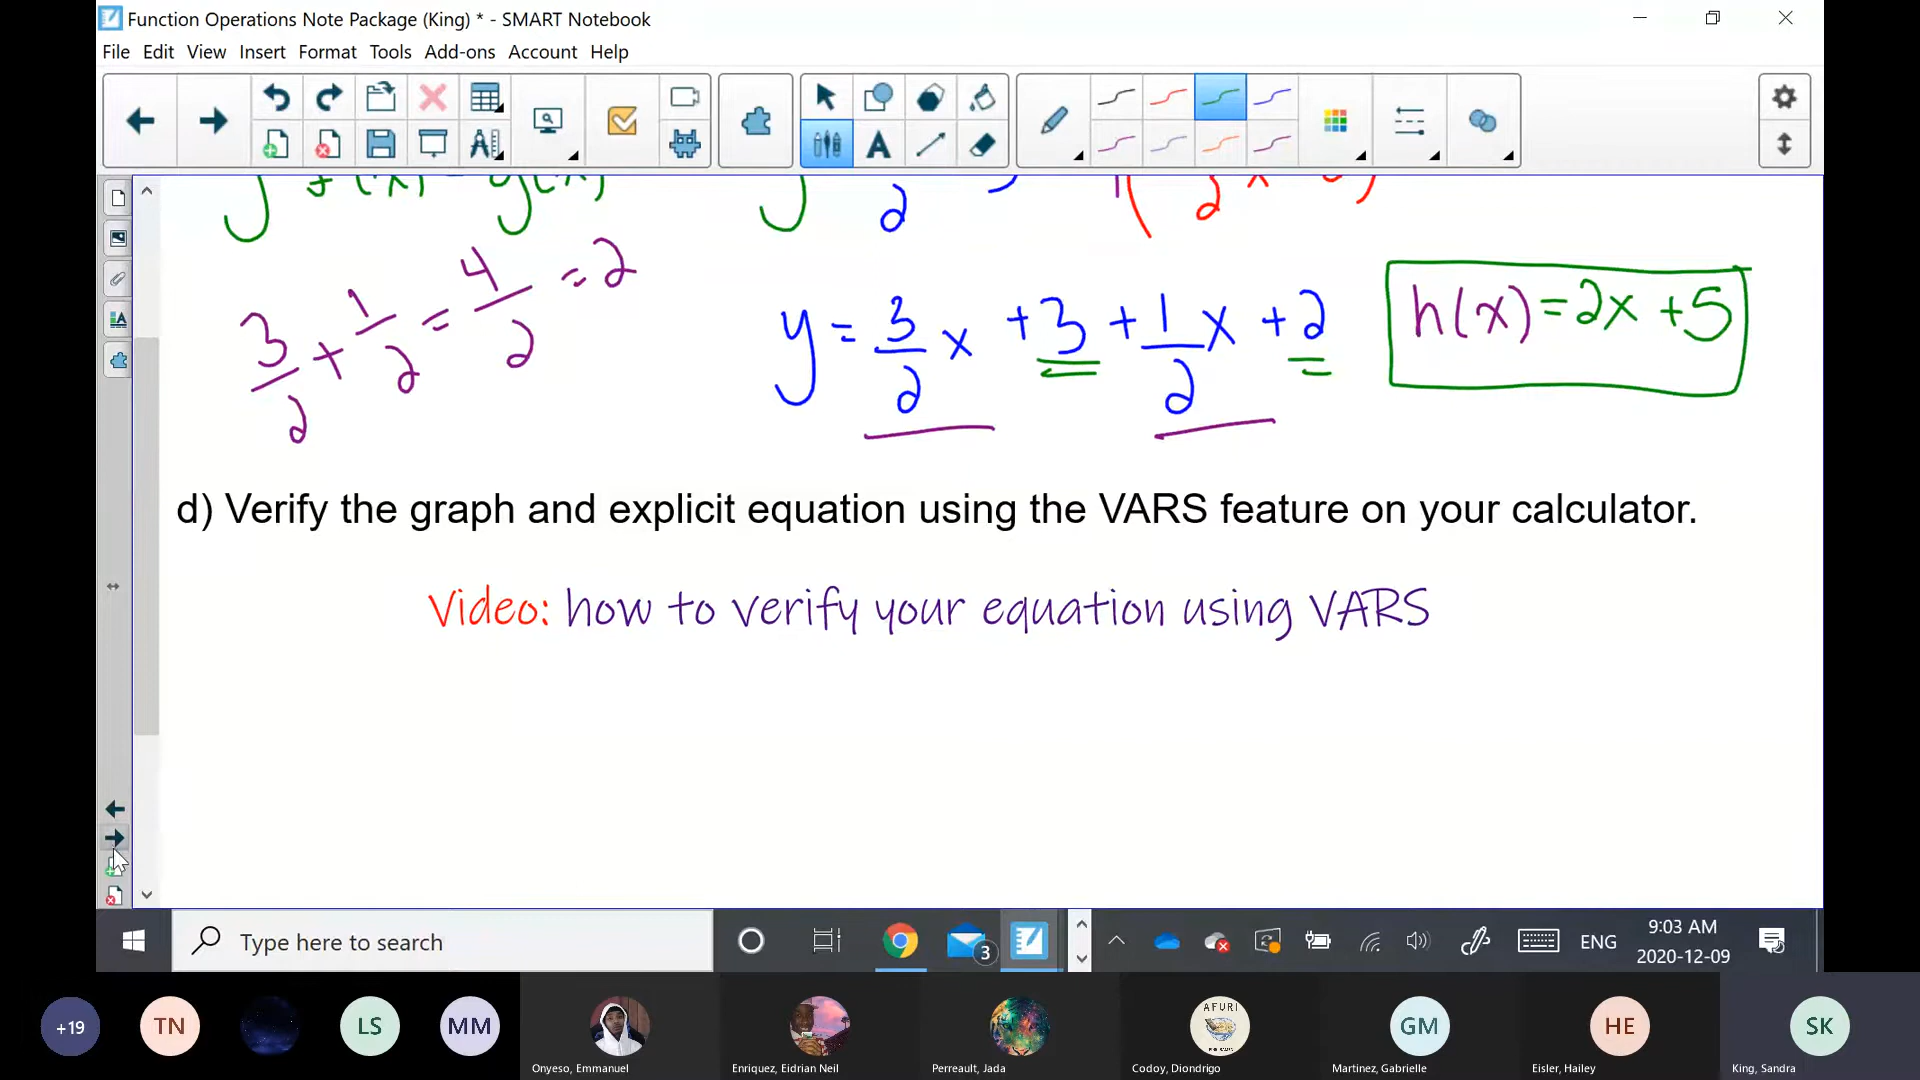 Function Operations Note Package (King) * - SMART Notebook
File Edit View Insert Format Tools Add-ons Account Help
y f(x) - g(x)
3/2 + 1/2 = 4/2 = 2
y = 3/2 x + 3 + 1/2 x + 2
h(x) = 2x + 5
d) Verify the graph and explicit equation using the VARS feature on your calculator.
Video: how to verify your equation using VARS
Type here to search
3
ENG
9:03 AM
2020-12-09
+19 TN LS MM AFURI GM HE SK
Onyeso, Emmanuel Enriquez, Eidrian Neil Perreault, Jada Codoy, Diondrigo Martinez, Gabrielle Eisler, Hailey King, Sandra